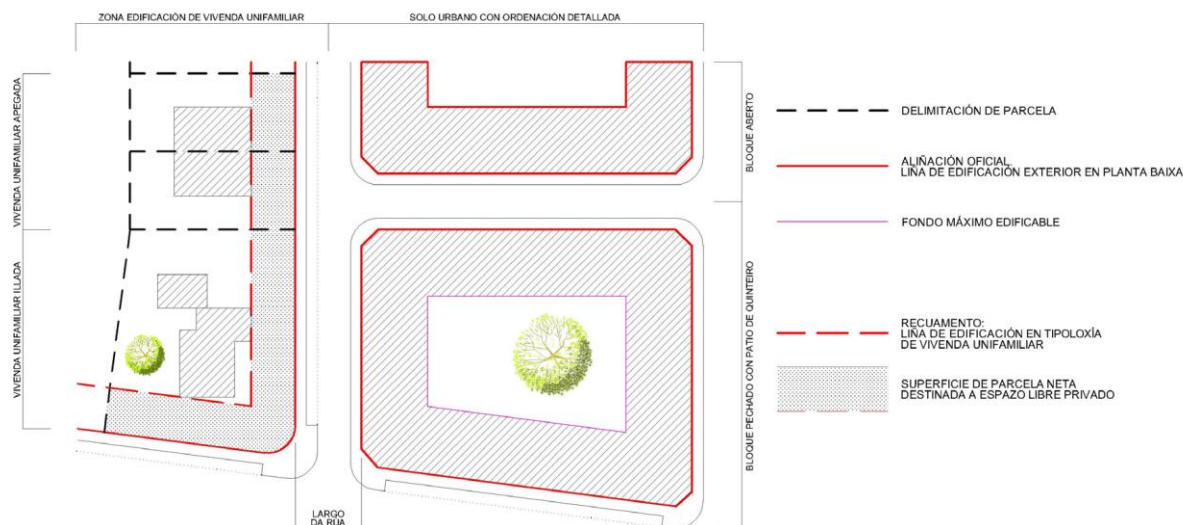 ZONA EDIFICACIÓN DE VIVENDA UNIFAMILIAR
SOLO URBANO CON ORDENACIÓN DETALLADA
VIVENDA UNIFAMILIAR APEGADA
VIVENDA UNIFAMILIAR ILLADA
BLOQUE ABERTO
BLOQUE PECHADO CON PATIO DE QUINTEIRO
LARGO
DA RÚA
DELIMITACIÓN DE PARCELA
ALIÑACIÓN OFICIAL
LIÑA DE EDIFICACIÓN EXTERIOR EN PLANTA BAIXA
FONDO MÁXIMO EDIFICABLE
RECUAMENTO:
LIÑA DE EDIFICACIÓN EN TIPOLOXÍA
DE VIVENDA UNIFAMILIAR
SUPERFICIE DE PARCELA NETA
DESTINADA A ESPAZO LIBRE PRIVADO